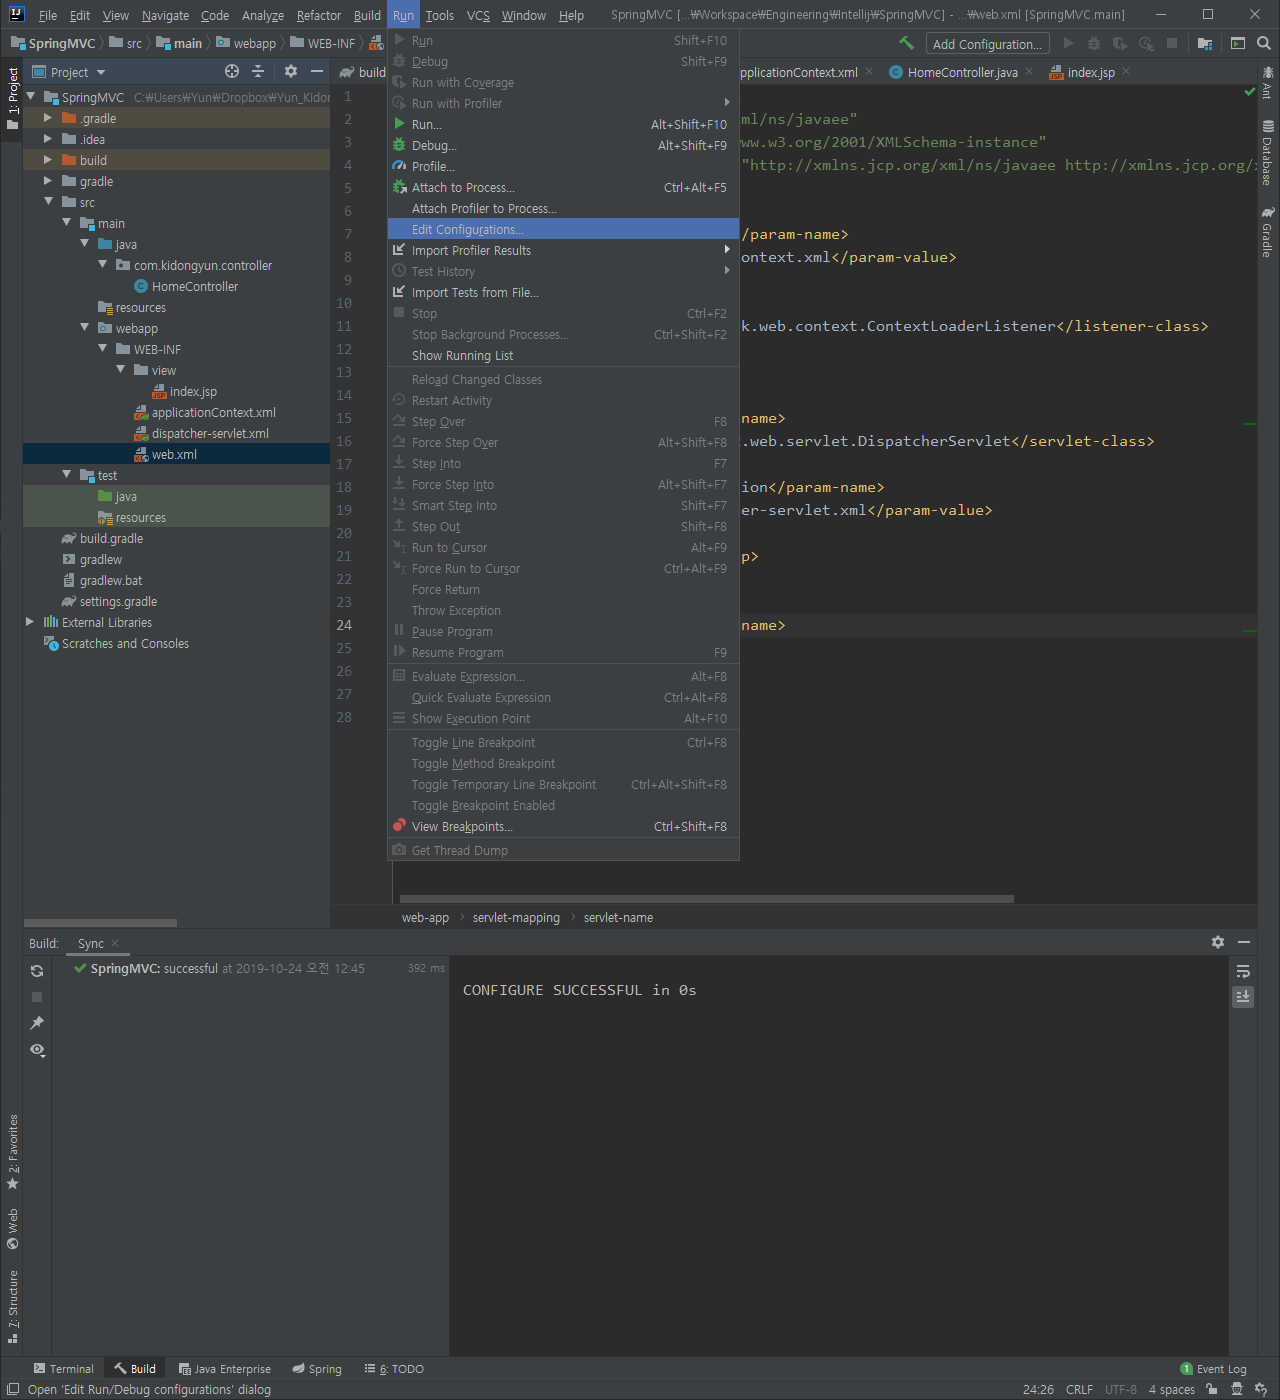 File Edit View Navigate Code Analyze Refactor Build Run Tools VCS Window Help SpringMVC [...₩Workspace₩Engineering₩Intellij₩SpringMVC] - ...₩web.xml [SpringMVC.main]
SpringMVC src main webapp WEB-INF
Add Configuration...
1: Project
Project
build
pplicationContext.xml
HomeController.java
index.jsp
SpringMVC C:₩Users₩Yun₩Dropbox₩Yun_Kidon
.gradle
.idea
build
gradle
src
main
java
com.kidongyun.controller
HomeController
resources
webapp
WEB-INF
view
index.jsp
applicationContext.xml
dispatcher-servlet.xml
web.xml
test
java
resources
build.gradle
gradlew
gradlew.bat
settings.gradle
External Libraries
Scratches and Consoles
Run Shift+F10
Debug Shift+F9
Run with Coverage
Run with Profiler
Run... Alt+Shift+F10
Debug... Alt+Shift+F9
Profile...
Attach to Process... Ctrl+Alt+F5
Attach Profiler to Process...
Edit Configurations...
Import Profiler Results
Test History
Import Tests from File...
Stop Ctrl+F2
Stop Background Processes... Ctrl+Shift+F2
Show Running List
Reload Changed Classes
Restart Activity
Step Over F8
Force Step Over Alt+Shift+F8
Step Into F7
Force Step Into Alt+Shift+F7
Smart Step Into Shift+F7
Step Out Shift+F8
Run to Cursor Alt+F9
Force Run to Cursor Ctrl+Alt+F9
Force Return
Throw Exception
Pause Program
Resume Program F9
Evaluate Expression... Alt+F8
Quick Evaluate Expression Ctrl+Alt+F8
Show Execution Point Alt+F10
Toggle Line Breakpoint Ctrl+F8
Toggle Method Breakpoint
Toggle Temporary Line Breakpoint Ctrl+Alt+Shift+F8
Toggle Breakpoint Enabled
View Breakpoints... Ctrl+Shift+F8
Get Thread Dump
1
2 ml/ns/javaee"
3 ww.w3.org/2001/XMLSchema-instance"
4 "http://xmlns.jcp.org/xml/ns/javaee http://xmlns.jcp.org/
5
6
7 /param-name>
8 ontext.xml</param-value>
9
10
11 k.web.context.ContextLoaderListener</listener-class>
12
13
14
15 name>
16 .web.servlet.DispatcherServlet</servlet-class>
17
18 ion</param-name>
19 er-servlet.xml</param-value>
20
21 p>
22
23
24 name>
25
26
27
28
Ant
Database
Gradle
web-app servlet-mapping servlet-name
Build: Sync
SpringMVC: successful at 2019-10-24 오전 12:45 392 ms
CONFIGURE SUCCESSFUL in 0s
2: Favorites
Web
7: Structure
Terminal Build Java Enterprise Spring 6: TODO 1 Event Log
Open 'Edit Run/Debug configurations' dialog 24:26 CRLF UTF-8 4 spaces